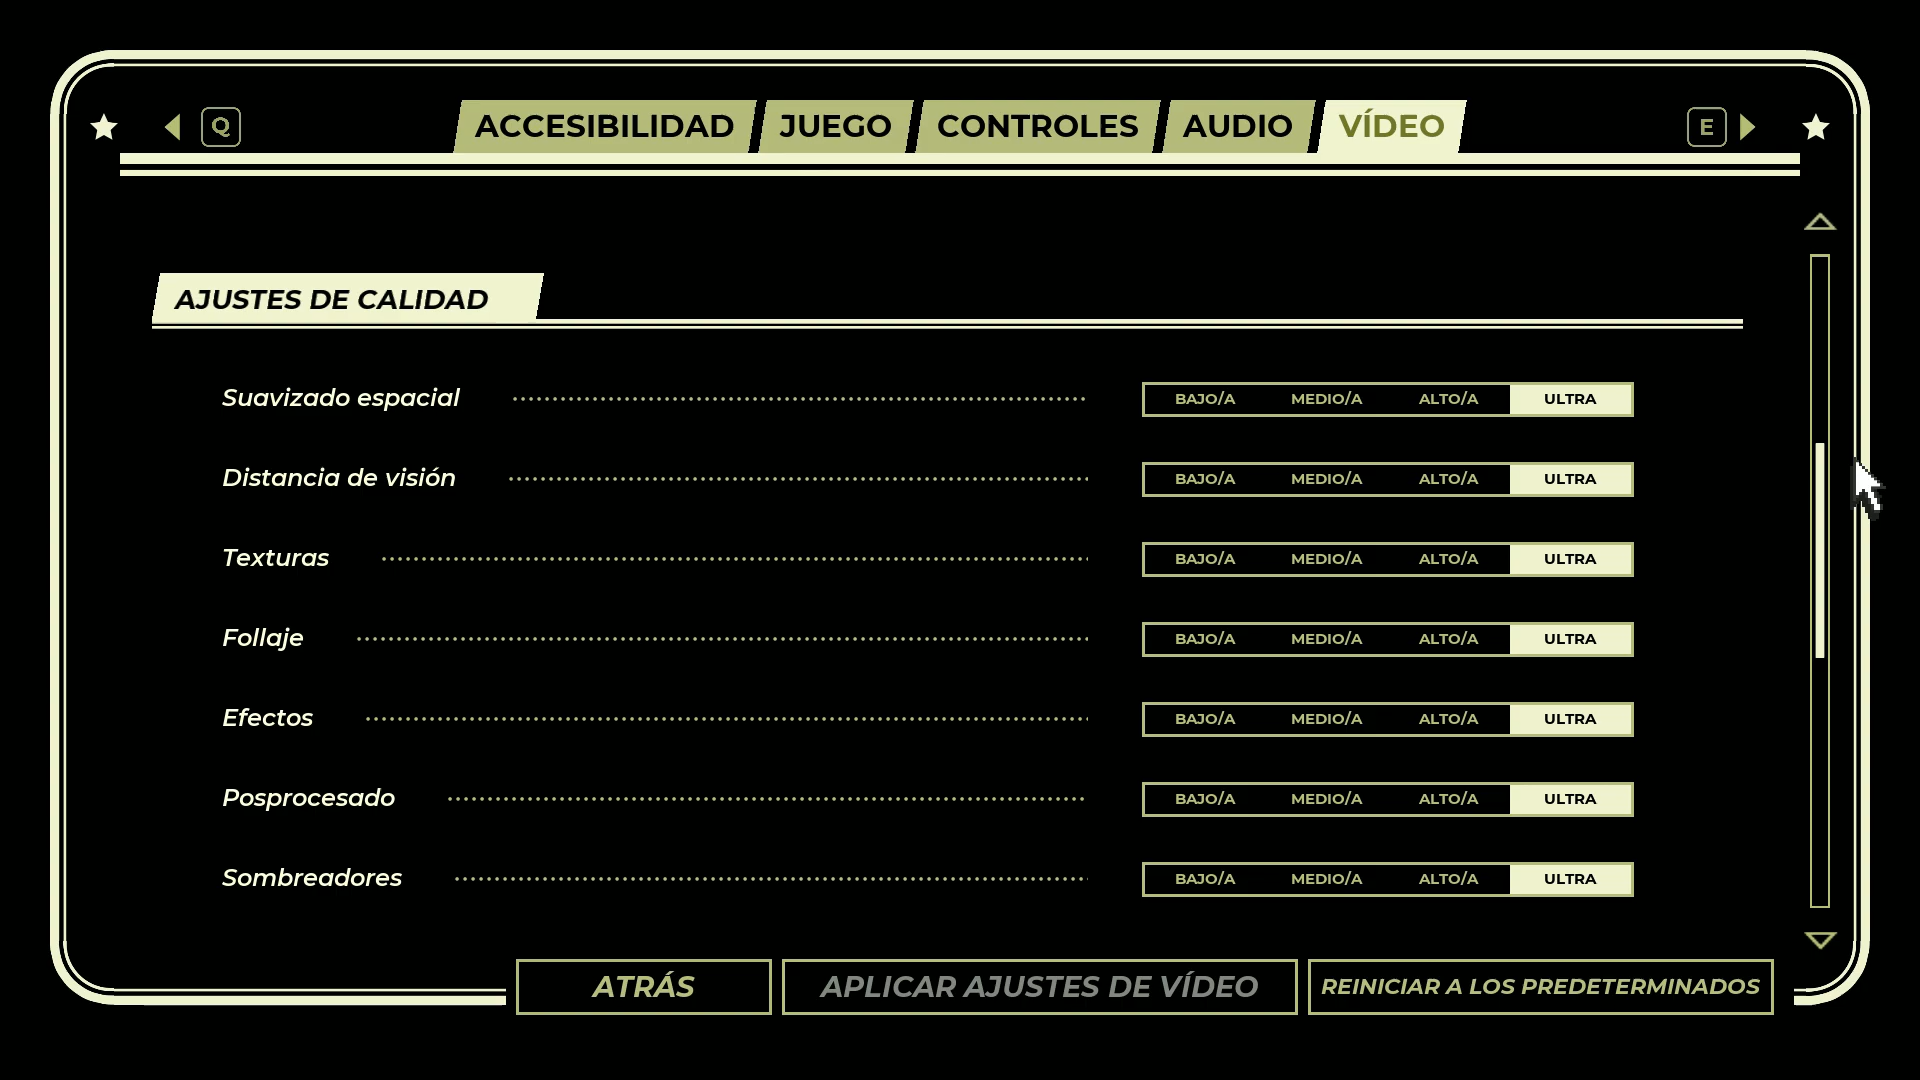 Q ACCESIBILIDAD JUEGO CONTROLES AUDIO VÍDEO E
AJUSTES DE CALIDAD
Suavizado espacial BAJO/A MEDIO/A ALTO/A ULTRA
Distancia de visión BAJO/A MEDIO/A ALTO/A ULTRA
Texturas BAJO/A MEDIO/A ALTO/A ULTRA
Follaje BAJO/A MEDIO/A ALTO/A ULTRA
Efectos BAJO/A MEDIO/A ALTO/A ULTRA
Posprocesado BAJO/A MEDIO/A ALTO/A ULTRA
Sombreadores BAJO/A MEDIO/A ALTO/A ULTRA
ATRÁS APLICAR AJUSTES DE VÍDEO REINICIAR A LOS PREDETERMINADOS